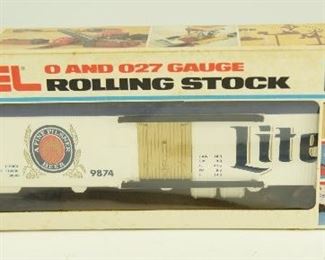 EL O AND O27 GAUGE
ROLLING STOCK
A FINE PILSNER
BEER
9874
Lite